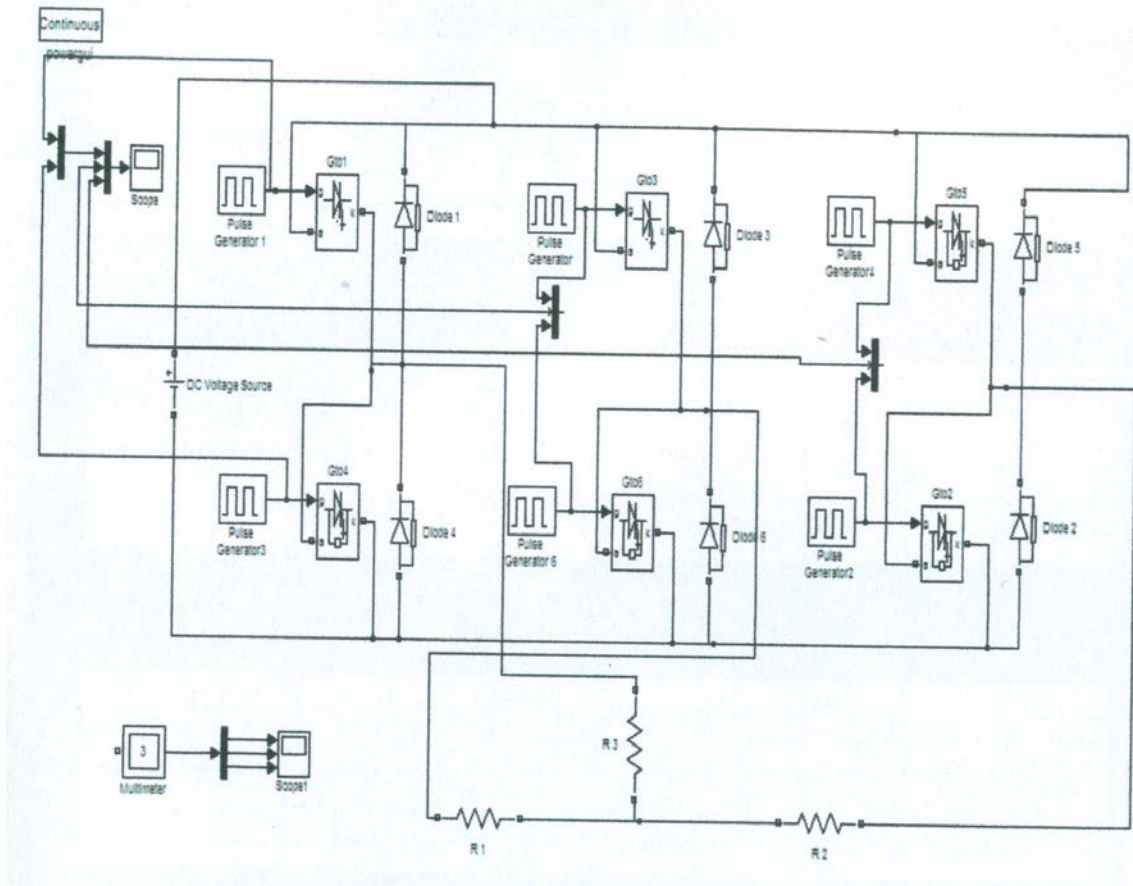 Continuous
powergui
Scope
Pulse
Generator 1
Gto1
g
a
k
Diode 1
Pulse
Generator
Gto3
g
a
k
Diode 3
Pulse
Generator4
Gto5
g
a
k
Diode 5
+
DC Voltage Source
Pulse
Generator3
Gto4
g
a
k
Diode 4
Pulse
Generator 6
Gto6
g
a
k
Diode 6
Pulse
Generator2
Gto2
g
a
k
Diode 2
3
Multimeter
Scope1
R 3
R 1
R 2